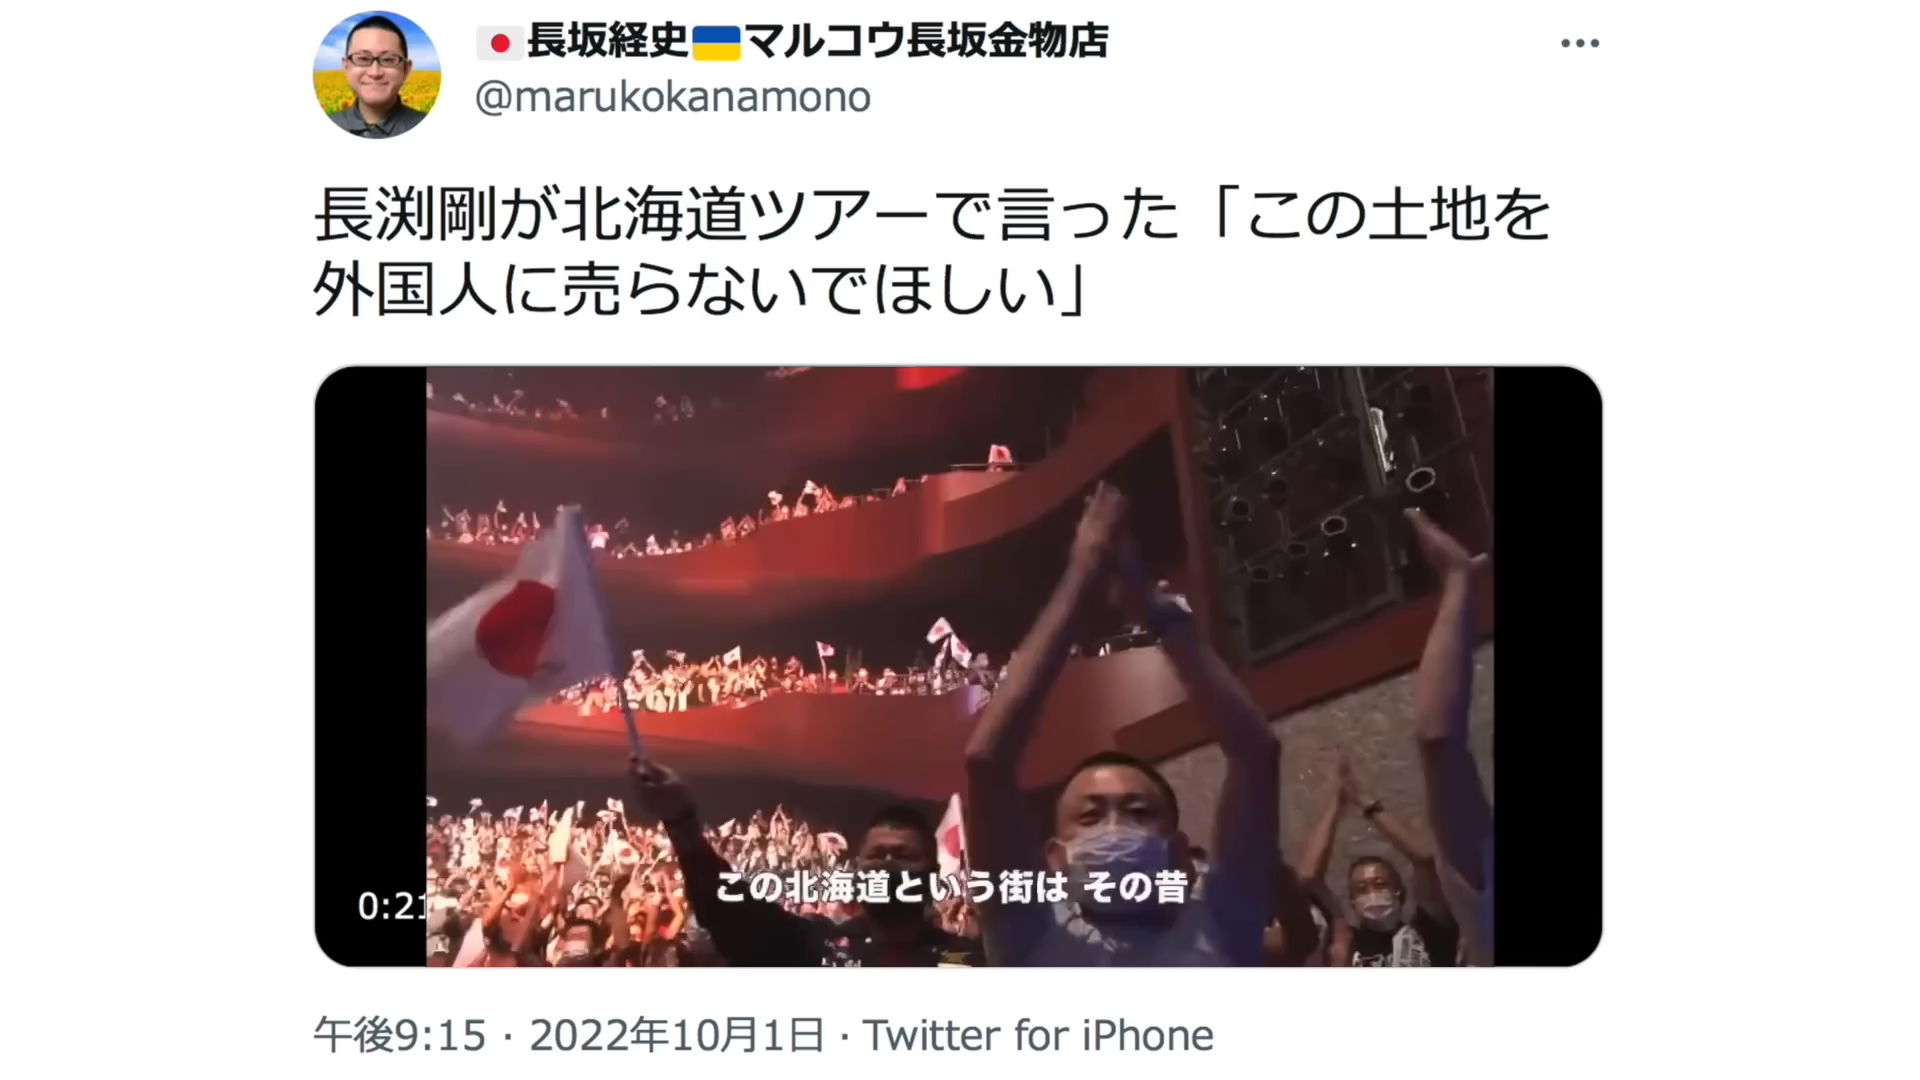 長坂経史マルコウ長坂金物店
@marukokanamono
長渕剛が北海道ツアーで言った「この土地を
外国人に売らないでほしい」
この北海道という街は その昔
0:21
午後9:15 · 2022年10月1日 · Twitter for iPhone